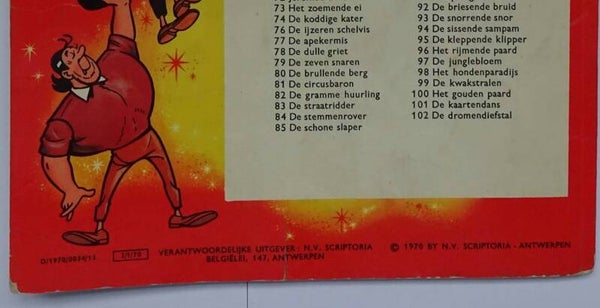 73 Het zoemende ei
74 De koddige kater
76 De ijzeren schelvis
77 De apekermis
78 De dulle griet
79 De zeven snaren
80 De brullende berg
81 De circusbaron
82 De gramme huurling
83 De straatridder
84 De stemmenrover
85 De schone slaper
92 De briesende bruid
93 De snorrende snor
94 De sissende sampam
95 De kleppende klipper
96 Het rijmende paard
97 De junglebloem
98 Het hondenparadijs
99 De kwakstralen
100 Het gouden paard
101 De kaartendans
102 De dromendiefstal
D/1970/0034/15
VERANTWOORDELIJKE UITGEVER: N.V. SCRIPTORIA
BELGIËLEI, 147, ANTWERPEN
© 1970 BY N.V. SCRIPTORIA - ANTWERPEN